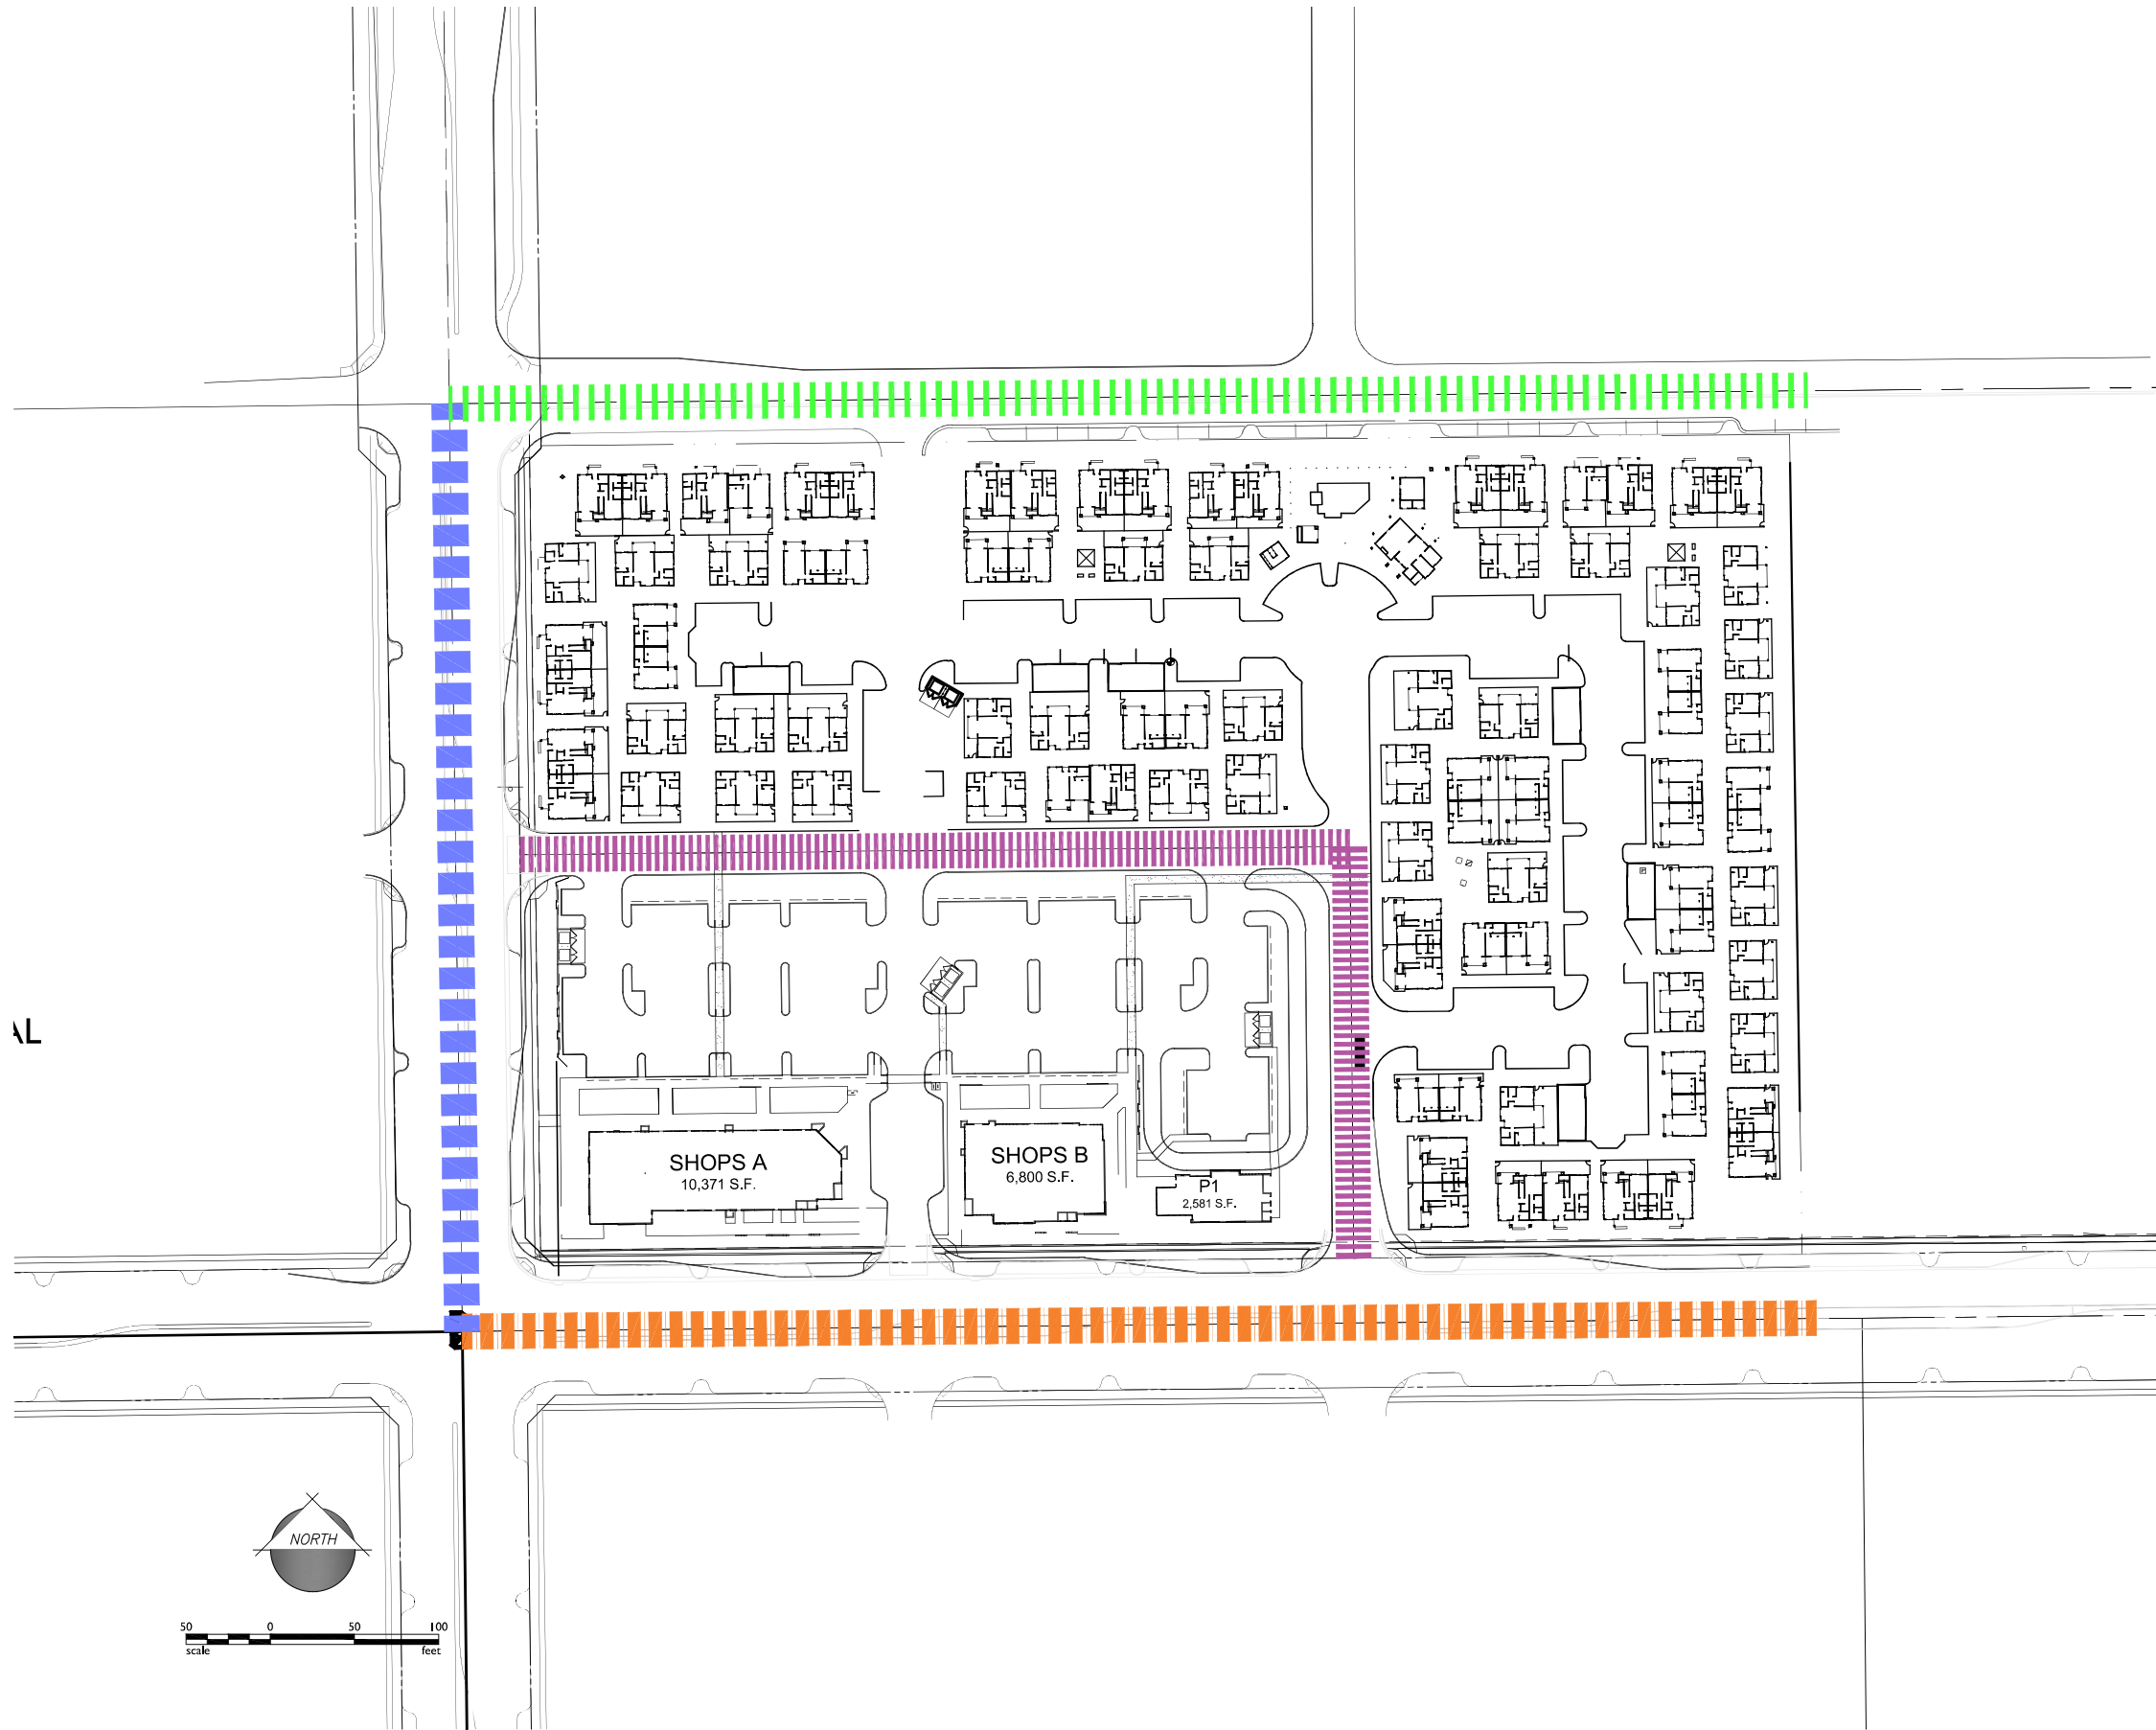 AL
SHOPS A
10,371 S.F.
SHOPS B
6,800 S.F.
P1
2,581 S.F.
NORTH
50 0 50 100
scale feet